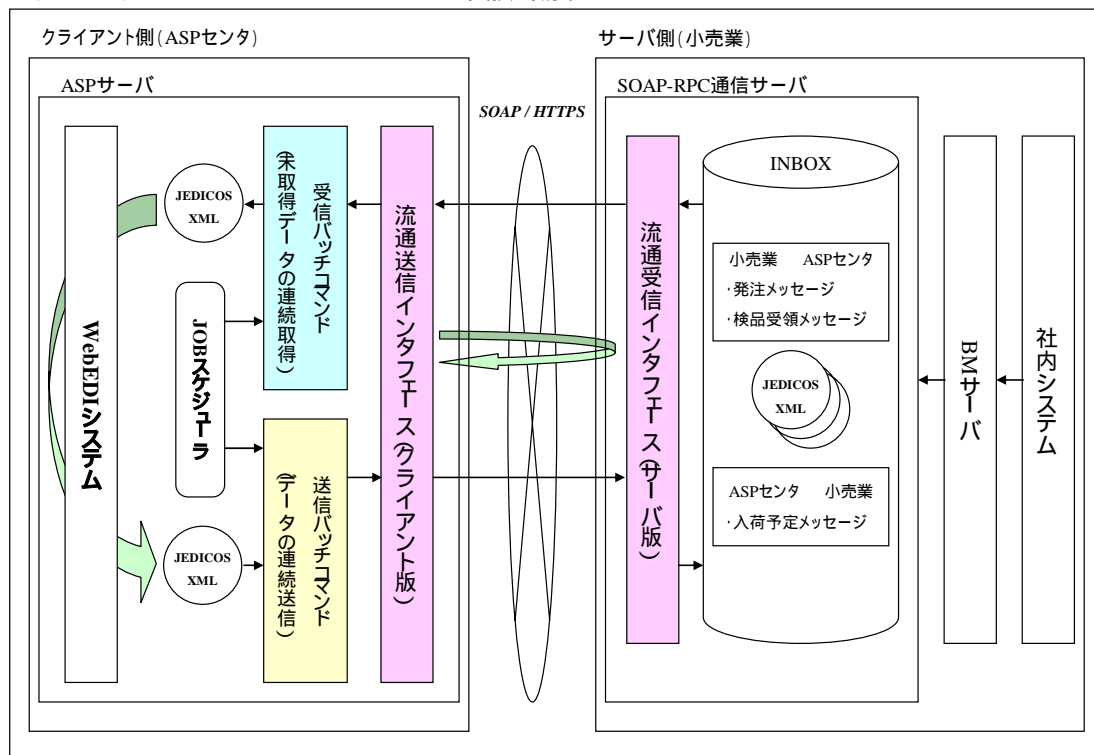 クライアント側(ASPセンタ)
サーバ側(小売業)
ASPサーバ
SOAP-RPC通信サーバ
SOAP / HTTPS
WebEDIシステム
JEDICOS
XML
JOBスケジューラ
JEDICOS
XML
受信バッチコマンド
(未取得データの連続取得)
送信バッチコマンド
(データの連続送信)
流通送信インタフェース(クライアント版)
流通受信インタフェース(サーバ版)
INBOX
小売業 ASPセンタ
・発注メッセージ
・検品受領メッセージ
JEDICOS
XML
ASPセンタ 小売業
・入荷予定メッセージ
BMサーバ
社内システム